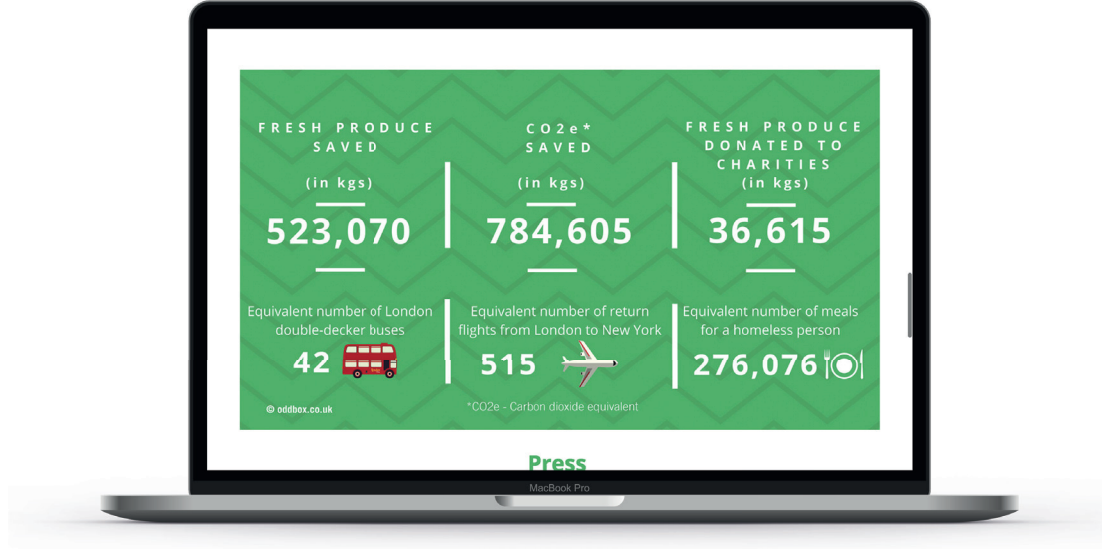 FRESH PRODUCE
SAVED
(in kgs)
523,070
Equivalent number of London
double-decker buses
42
CO2e*
SAVED
(in kgs)
784,605
Equivalent number of return
flights from London to New York
515
FRESH PRODUCE
DONATED TO
CHARITIES
(in kgs)
36,615
Equivalent number of meals
for a homeless person
276,076
© oddbox.co.uk
*CO2e - Carbon dioxide equivalent
Press
MacBook Pro